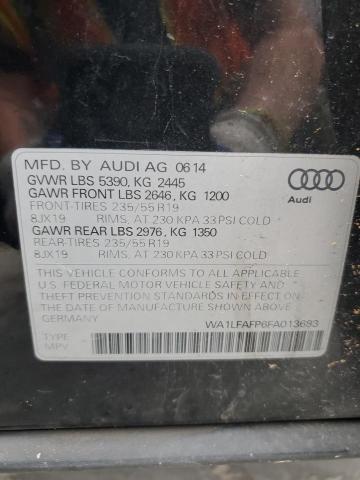 MFD. BY AUDI AG 06 14
GVWR LBS 5390, KG 2445
GAWR FRONT LBS 2646, KG 1200
FRONT-TIRES 235/55 R19
8JX19 RIMS, AT 230 KPA 33 PSI COLD
GAWR REAR LBS 2976, KG 1350
REAR-TIRES 235/55 R19
8JX19 RIMS, AT 230 KPA 33 PSI COLD
Audi
THIS VEHICLE CONFORMS TO ALL APPLICABLE
U.S. FEDERAL MOTOR VEHICLE SAFETY AND
THEFT PREVENTION STANDARDS IN EFFECT ON
THE DATE OF MANUFACTURE SHOWN ABOVE
GERMANY WA1LFAFP6FA013693
TYPE
MPV